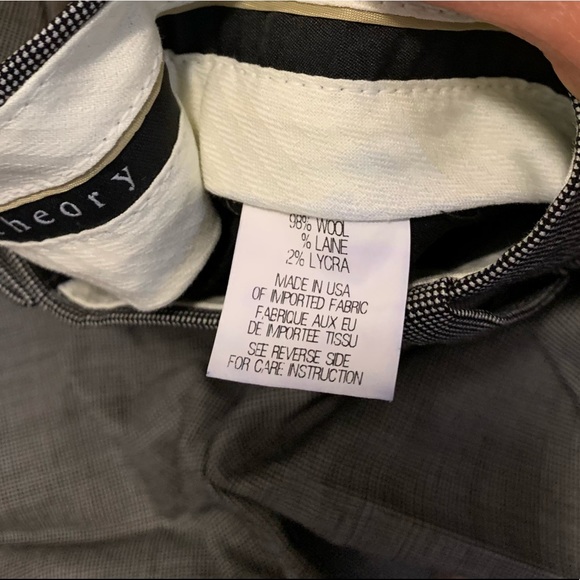 theory
98% WOOL
% LAINE
2% LYCRA
MADE IN USA
OF IMPORTED FABRIC
FABRIQUE AUX EU
DE IMPORTEE TISSU
SEE REVERSE SIDE
FOR CARE INSTRUCTION